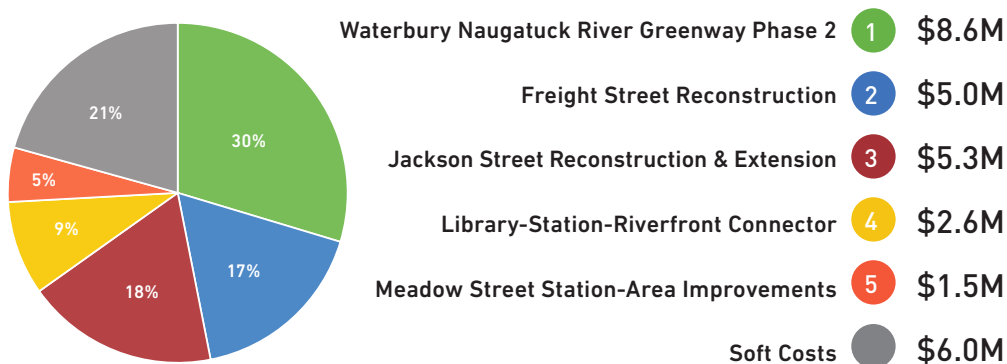 Waterbury Naugatuck River Greenway Phase 2 1 $8.6M
Freight Street Reconstruction 2 $5.0M
Jackson Street Reconstruction & Extension 3 $5.3M
Library-Station-Riverfront Connector 4 $2.6M
Meadow Street Station-Area Improvements 5 $1.5M
Soft Costs $6.0M
30%
17%
18%
9%
5%
21%